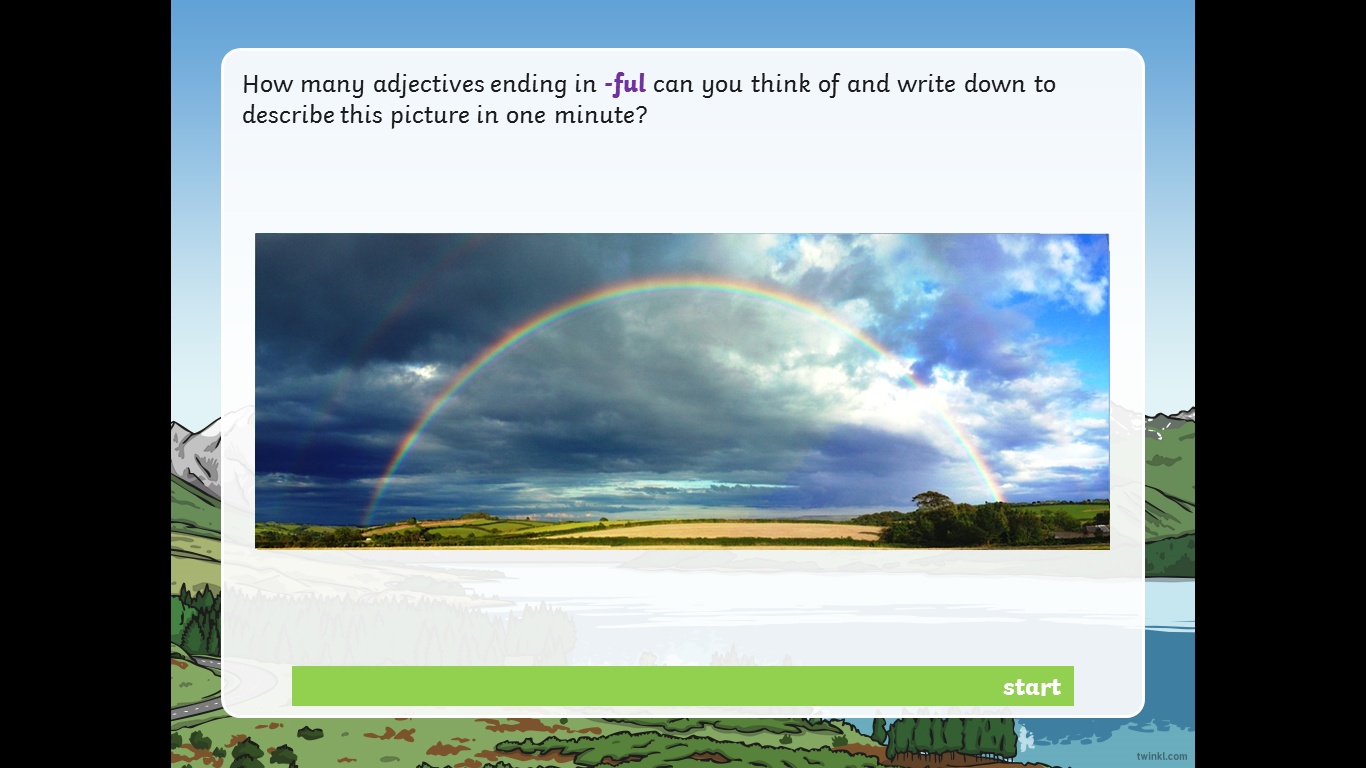 How many adjectives ending in -ful can you think of and write down to
describe this picture in one minute?
start
twinkl.com